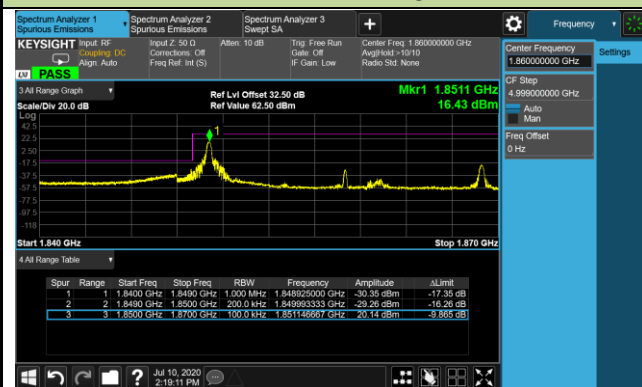 Spectrum Analyzer 1
Spurious Emissions
Spectrum Analyzer 2
Spurious Emissions
Spectrum Analyzer 3
Swept SA
+
Frequency
KEYSIGHT
Input: RF
Coupling: DC
Align: Auto
Input Z: 50 Ω
Corrections: Off
Freq Ref: Int (S)
Atten: 10 dB
Trig: Free Run
Gate: Off
IF Gain: Low
Center Freq: 1.860000000 GHz
Avg|Hold:>10/10
Radio Std: None
LXI
PASS
Center Frequency
1.860000000 GHz
Settings
CF Step
4.999000000 GHz
Auto
Man
Freq Offset
0 Hz
3 All Range Graph
Scale/Div 20.0 dB
Ref Lvl Offset 32.50 dB
Ref Value 62.50 dBm
Mkr1 1.8511 GHz
16.43 dBm
Log
42.5
22.5
2.50
-17.5
-37.5
-57.5
-77.5
-97.5
-118
1
Start 1.840 GHz
Stop 1.870 GHz
4 All Range Table
Spur Range Start Freq Stop Freq RBW Frequency Amplitude ΔLimit
1 1 1.8400 GHz 1.8490 GHz 1.000 MHz 1.848925000 GHz -30.35 dBm -17.35 dB
2 2 1.8490 GHz 1.8500 GHz 200.0 kHz 1.849993333 GHz -29.26 dBm -16.26 dB
3 3 1.8500 GHz 1.8700 GHz 100.0 kHz 1.851146667 GHz 20.14 dBm -9.865 dB
?
Jul 10, 2020
2:19:11 PM